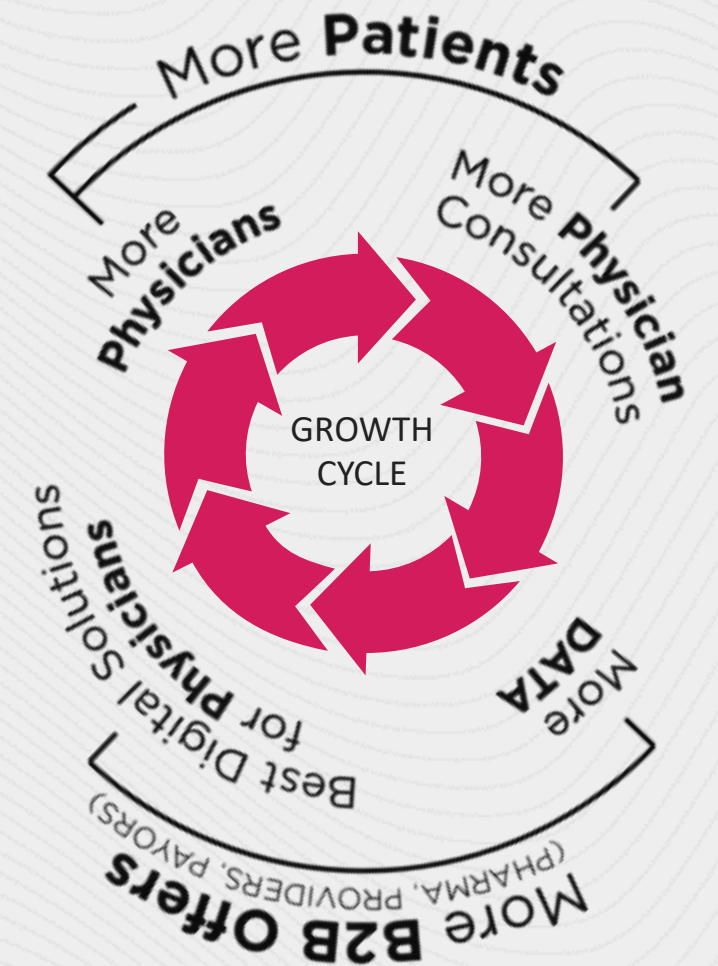 More Patients
More
Physicians
More Physician
Consultations
GROWTH
CYCLE
More
DATA
Best Digital Solutions
for Physicians
More B2B Offers
(PHARMA, PROVIDERS, PAYORS)